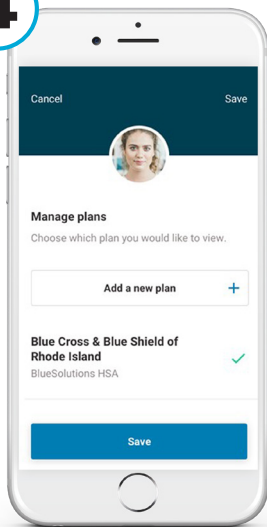 Cancel Save
Manage plans
Choose which plan you would like to view.
Add a new plan +
Blue Cross & Blue Shield of
Rhode Island
BlueSolutions HSA
Save